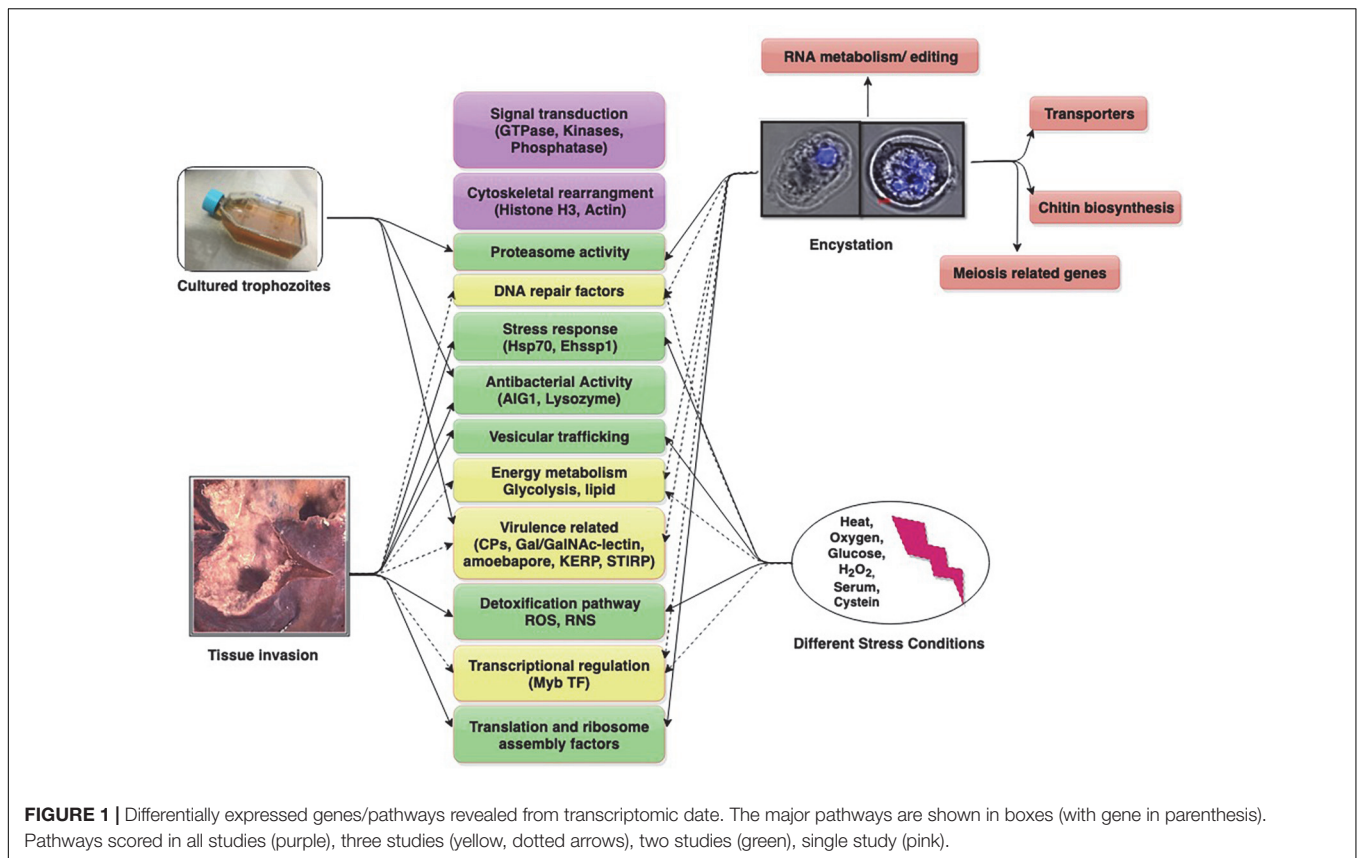 RNA metabolism/ editing
Signal transduction
(GTPase, Kinases,
Phosphatase)
Transporters
Cytoskeletal rearrangment
(Histone H3, Actin)
Chitin biosynthesis
Encystation
Proteasome activity
Meiosis related genes
Cultured trophozoites
DNA repair factors
Stress response
(Hsp70, Ehssp1)
Antibacterial Activity
(AIG1, Lysozyme)
Vesicular trafficking
Energy metabolism
Glycolysis, lipid
Virulence related
(CPs, Gal/GalNAc-lectin,
amoebapore, KERP, STIRP)
Heat,
Oxygen,
Glucose,
H₂O₂,
Serum,
Cystein
Detoxification pathway
ROS, RNS
Different Stress Conditions
Tissue invasion
Transcriptional regulation
(Myb TF)
Translation and ribosome
assembly factors
FIGURE 1 | Differentially expressed genes/pathways revealed from transcriptomic date. The major pathways are shown in boxes (with gene in parenthesis).
Pathways scored in all studies (purple), three studies (yellow, dotted arrows), two studies (green), single study (pink).